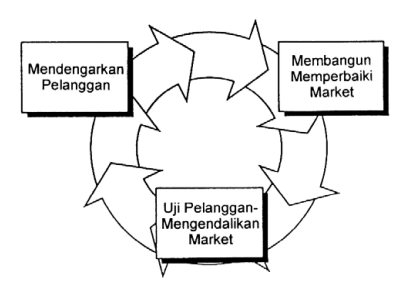 Mendengarkan
Pelanggan
Membangun
Memperbaiki
Market
Uji Pelanggan-
Mengendalikan
Market